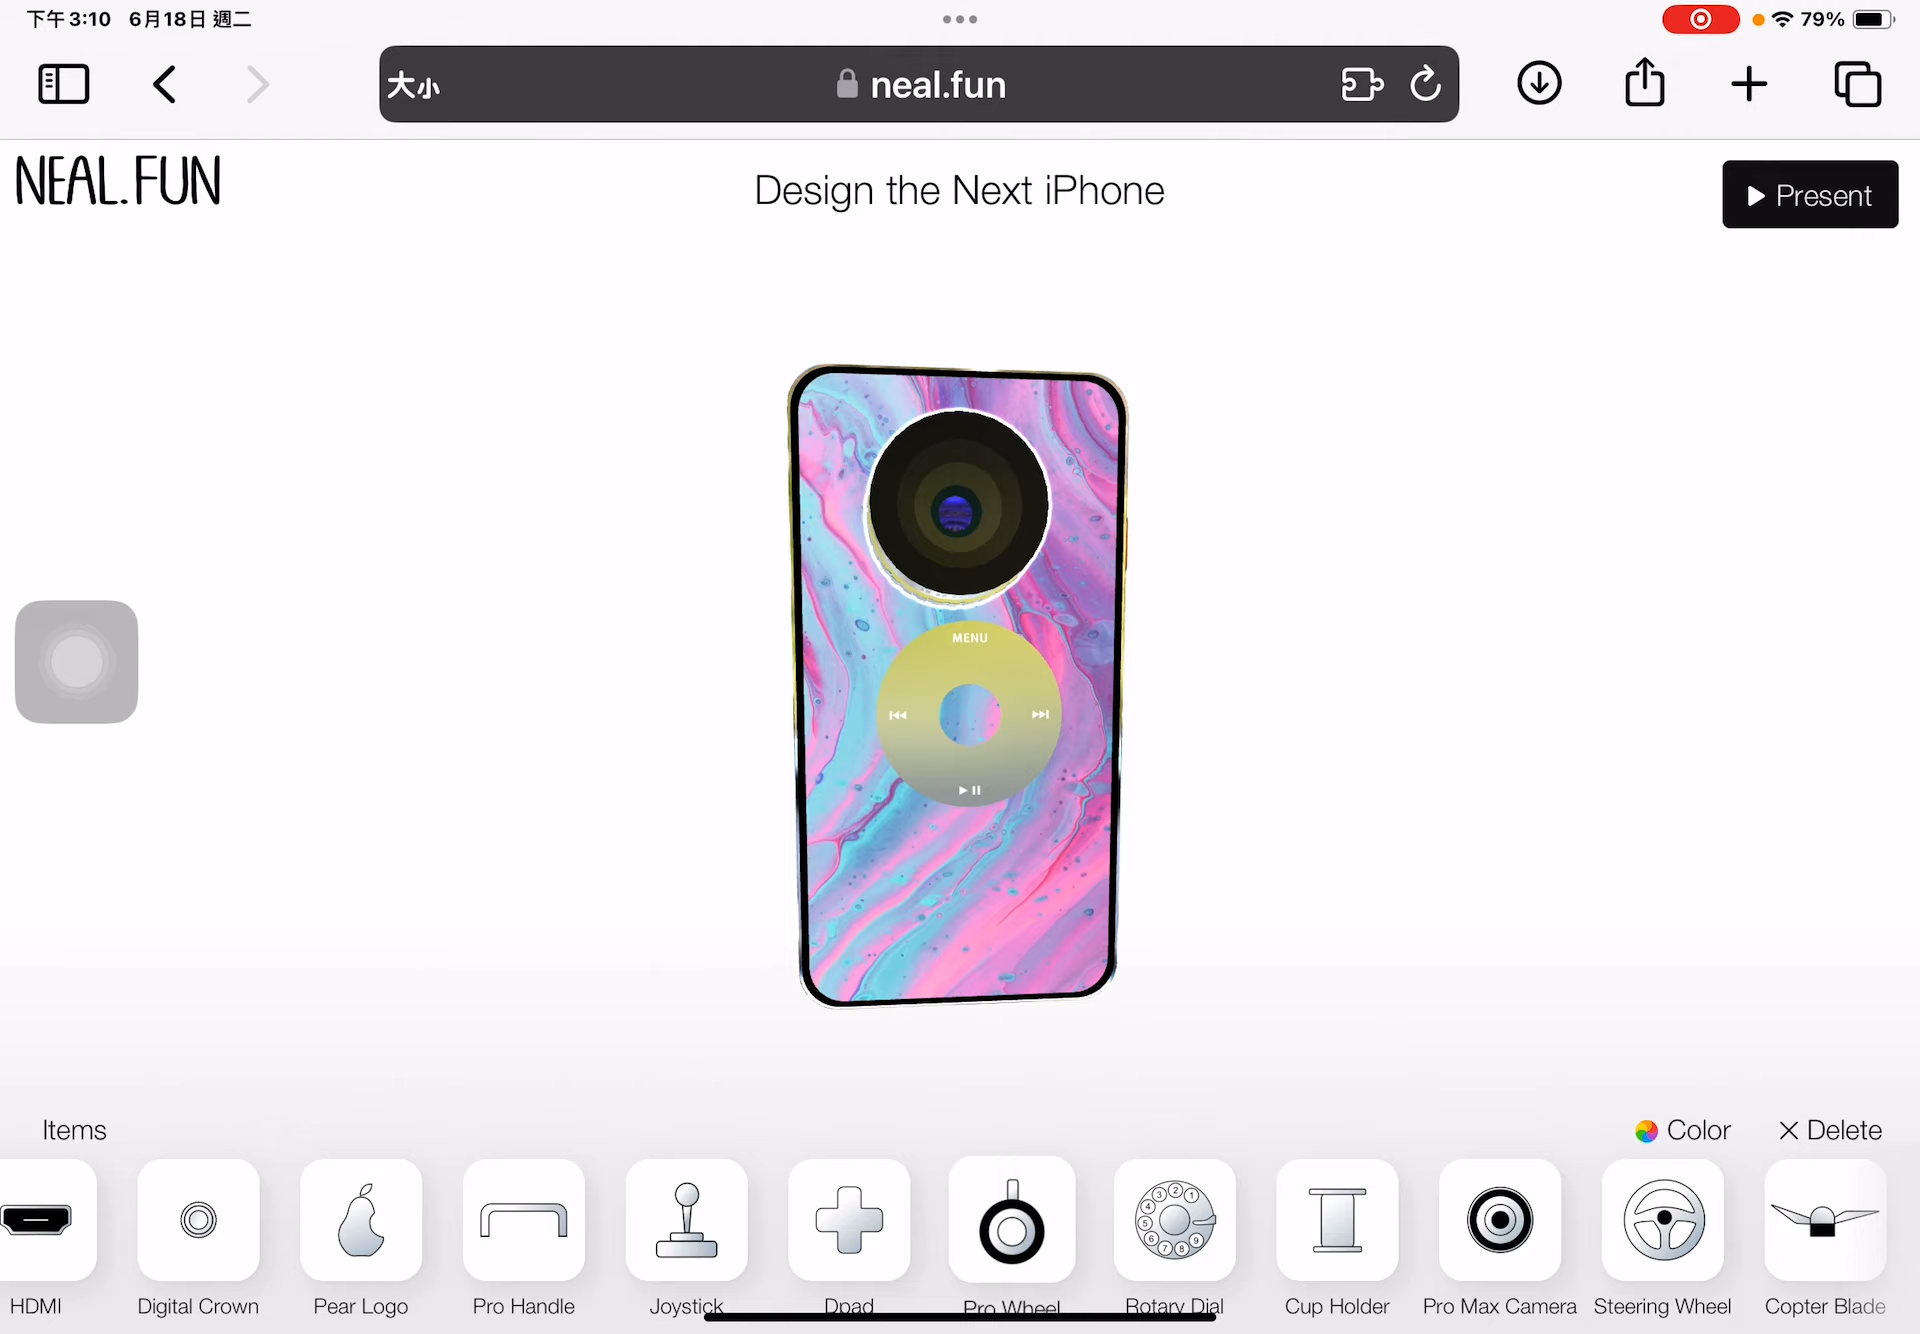 下午3:10 6月18日 週二
79%
大小
neal.fun
NEAL.FUN
Design the Next iPhone
Present
MENU
Items
Color
Delete
HDMI
Digital Crown
Pear Logo
Pro Handle
Joystick
Dpad
Pro Wheel
Rotary Dial
Cup Holder
Pro Max Camera
Steering Wheel
Copter Blade